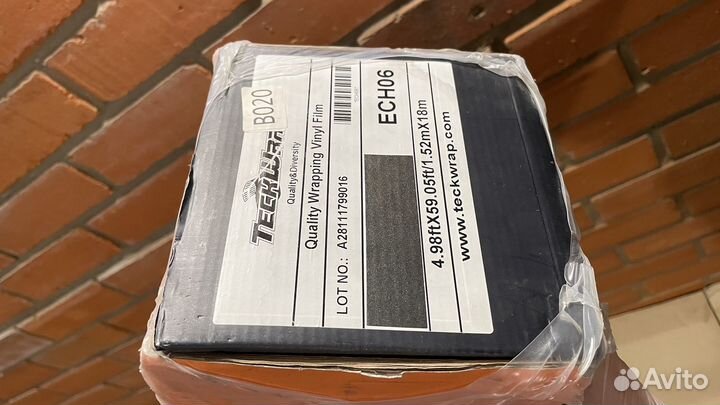 B020
TECKWRAP
Quality&Diversity
Quality Wrapping Vinyl Film
LOT NO.: A28111799016
ECH06
4.98ftX59.05ft/1.52mX18m
www.teckwrap.com
Avito